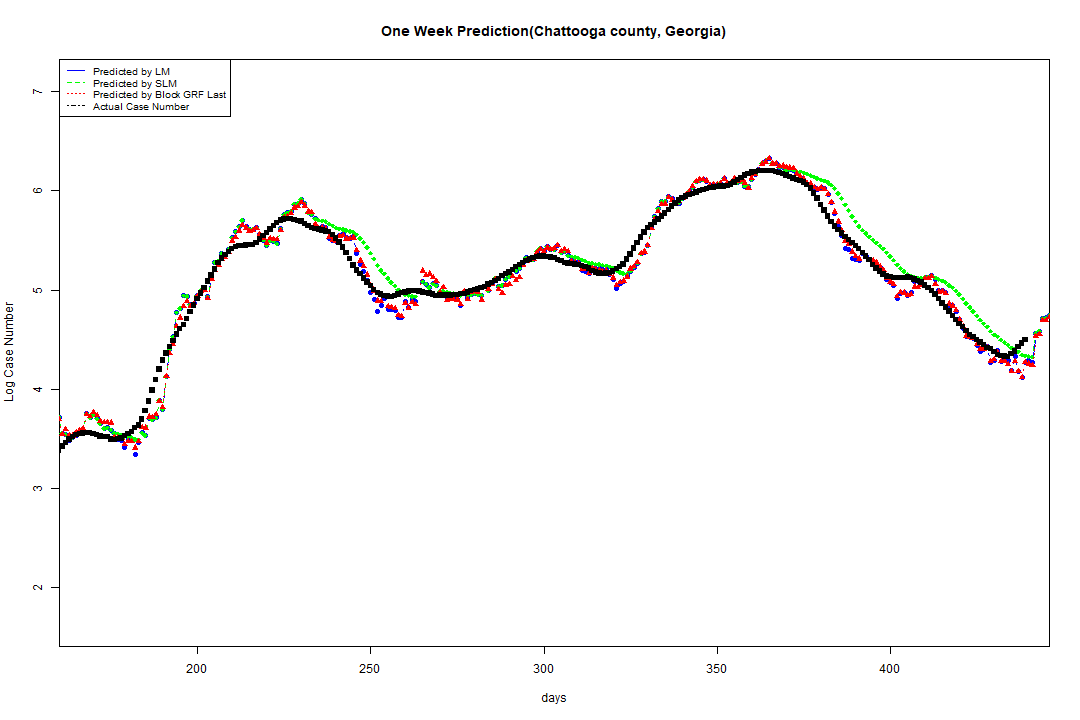 One Week Prediction(Chattooga county, Georgia)
Predicted by LM
Predicted by SLM
Predicted by Block GRF Last
Actual Case Number
7
6
5
4
3
2
Log Case Number
200 250 300 350 400
days